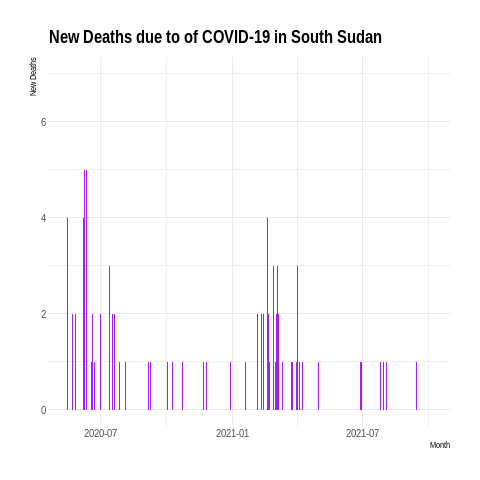 New Deaths due to of COVID-19 in South Sudan
New Deaths
6
4
2
0
2020-07
2021-01
2021-07
Month